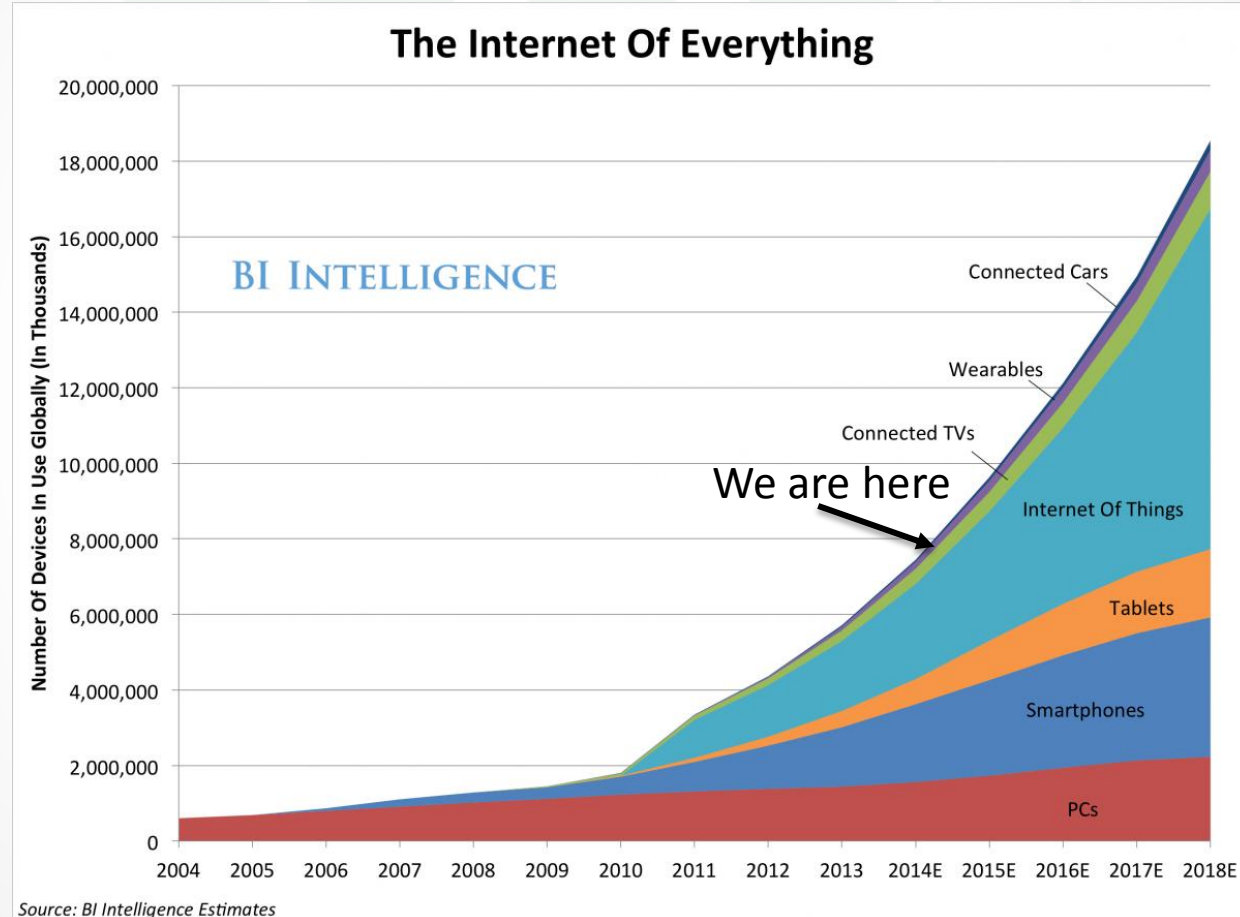 The Internet Of Everything
20,000,000
18,000,000
16,000,000
14,000,000
12,000,000
10,000,000
8,000,000
6,000,000
4,000,000
2,000,000
0
Number Of Devices In Use Globally (In Thousands)
BI INTELLIGENCE
Connected Cars
Wearables
Connected TVs
We are here
Internet Of Things
Tablets
Smartphones
PCs
2004 2005 2006 2007 2008 2009 2010 2011 2012 2013 2014E 2015E 2016E 2017E 2018E
Source: BI Intelligence Estimates